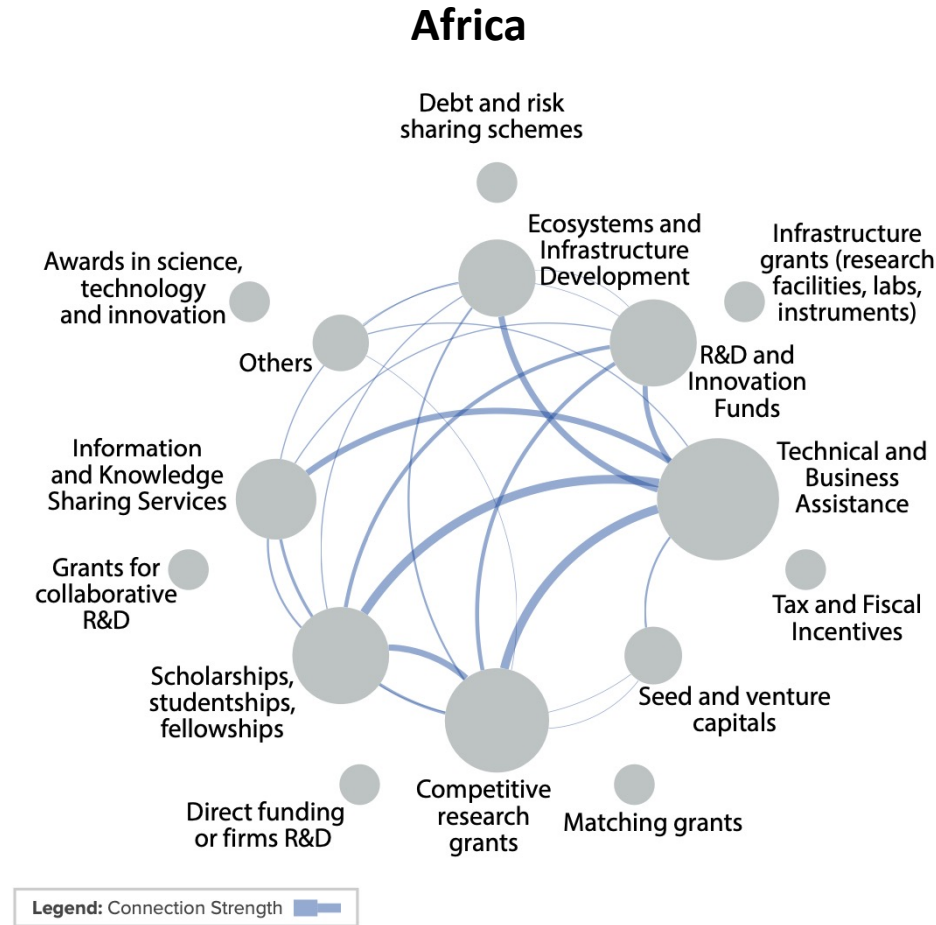 Africa
Debt and risk
sharing schemes
Ecosystems and
Infrastructure
Development
Infrastructure
grants (research
facilities, labs,
instruments)
Awards in science,
technology
and innovation
Others
R&D and
Innovation
Funds
Information
and Knowledge
Sharing Services
Technical and
Business
Assistance
Grants for
collaborative
R&D
Tax and Fiscal
Incentives
Scholarships,
studentships,
fellowships
Seed and venture
capitals
Competitive
research
grants
Direct funding
or firms R&D
Matching grants
Legend: Connection Strength